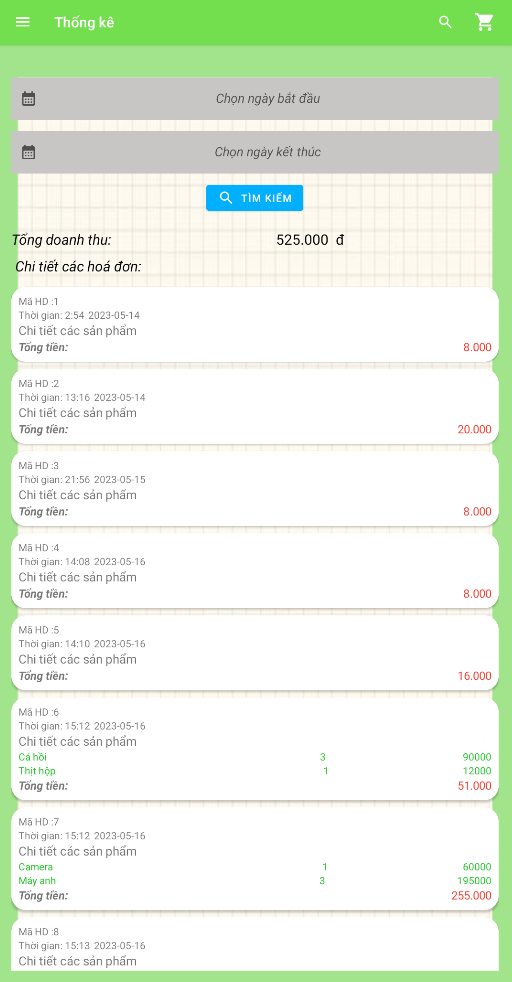 Thống kê
Chọn ngày bắt đầu
Chọn ngày kết thúc
TÌM KIẾM
Tổng doanh thu: 525.000 đ
Chi tiết các hoá đơn:
Mã HD :1
Thời gian: 2:54 2023-05-14
Chi tiết các sản phẩm
Tổng tiền: 8.000
Mã HD :2
Thời gian: 13:16 2023-05-14
Chi tiết các sản phẩm
Tổng tiền: 20.000
Mã HD :3
Thời gian: 21:56 2023-05-15
Chi tiết các sản phẩm
Tổng tiền: 8.000
Mã HD :4
Thời gian: 14:08 2023-05-16
Chi tiết các sản phẩm
Tổng tiền: 8.000
Mã HD :5
Thời gian: 14:10 2023-05-16
Chi tiết các sản phẩm
Tổng tiền: 16.000
Mã HD :6
Thời gian: 15:12 2023-05-16
Chi tiết các sản phẩm
Cá hồi 3 90000
Thịt hộp 1 12000
Tổng tiền: 51.000
Mã HD :7
Thời gian: 15:12 2023-05-16
Chi tiết các sản phẩm
Camera 1 60000
Máy anh 3 195000
Tổng tiền: 255.000
Mã HD :8
Thời gian: 15:13 2023-05-16
Chi tiết các sản phẩm